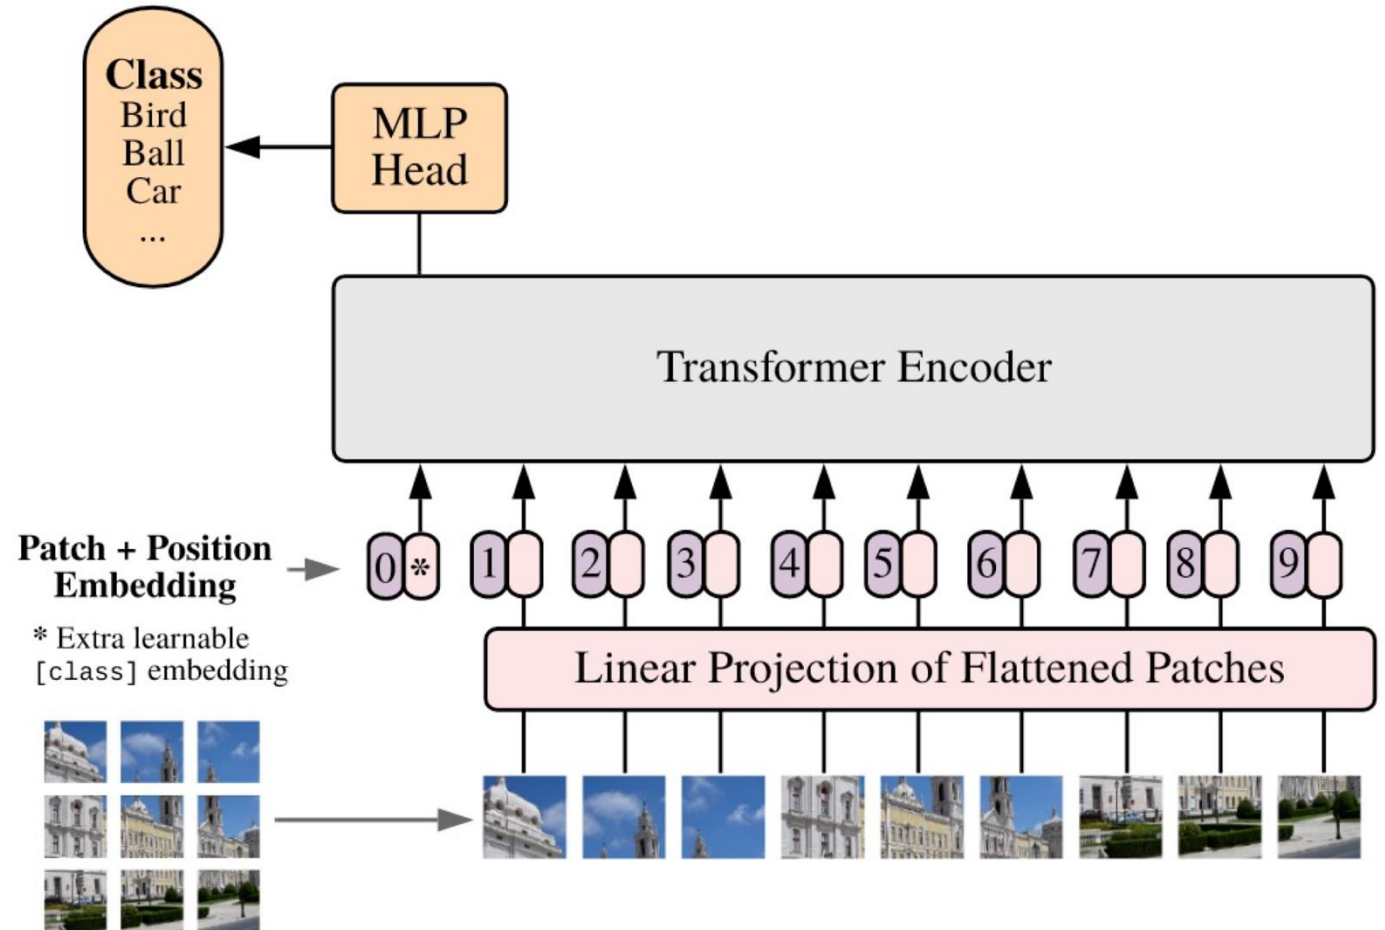 Class
Bird
Ball
Car
...
MLP
Head
Transformer Encoder
Patch + Position
Embedding
0 * 1 2 3 4 5 6 7 8 9
* Extra learnable
[class] embedding
Linear Projection of Flattened Patches